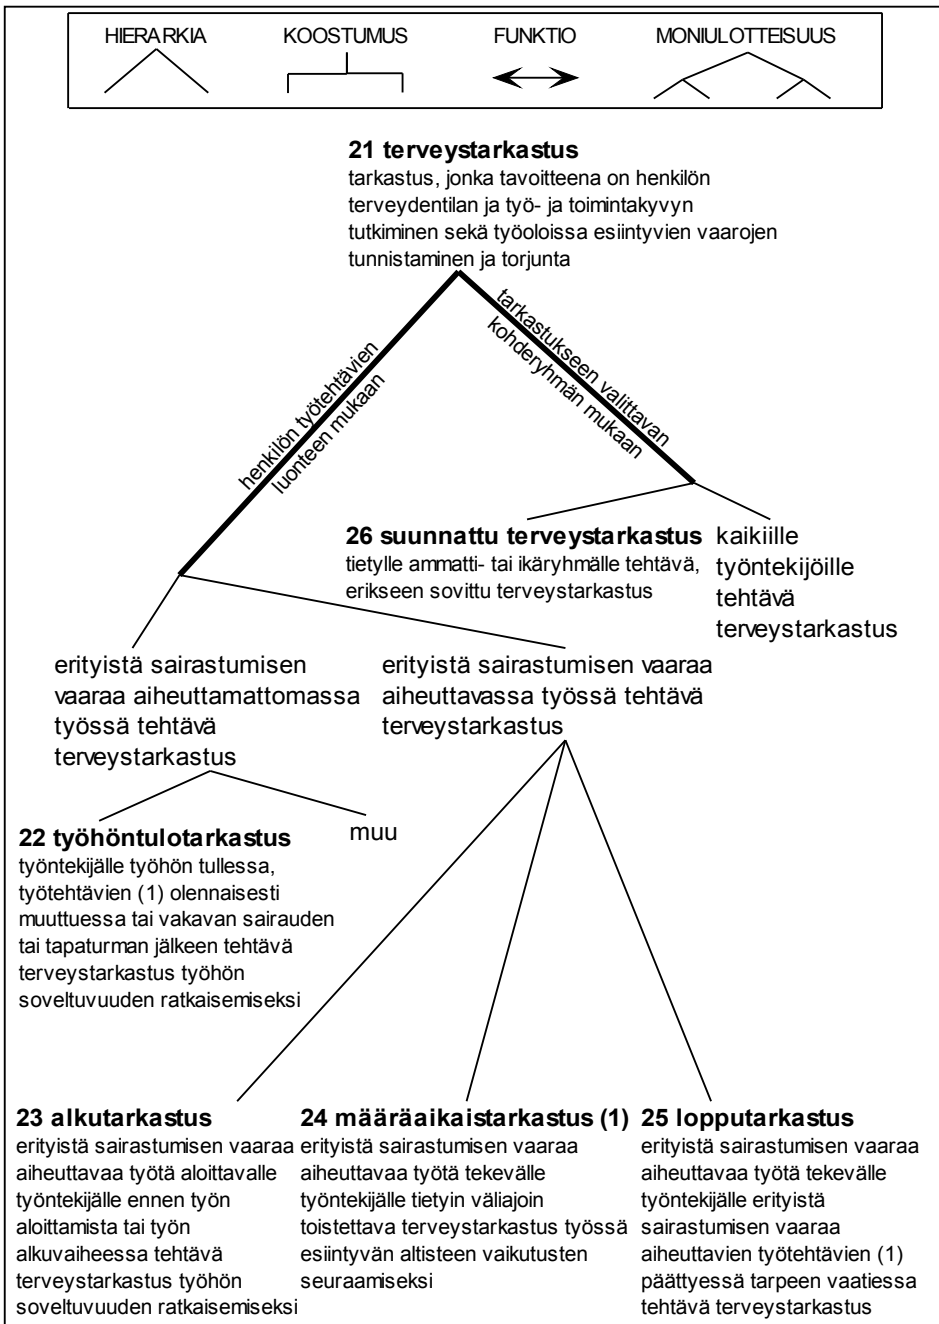 HIERARKIA KOOSTUMUS FUNKTIO MONIULOTTEISUUS
21 terveystarkastus
tarkastus, jonka tavoitteena on henkilön
terveydentilan ja työ- ja toimintakyvyn
tutkiminen sekä työoloissa esiintyvien vaarojen
tunnistaminen ja torjunta
henkilön työtehtävien
luonteen mukaan
tarkastukseen valittavan
kohderyhmän mukaan
26 suunnattu terveystarkastus
tietylle ammatti- tai ikäryhmälle tehtävä,
erikseen sovittu terveystarkastus
kaikiille
työntekijöille
tehtävä
terveystarkastus
erityistä sairastumisen
vaaraa aiheuttamattomassa
työssä tehtävä
terveystarkastus
erityistä sairastumisen vaaraa
aiheuttavassa työssä tehtävä
terveystarkastus
22 työhöntulotarkastus
työntekijälle työhön tullessa,
työtehtävien (1) olennaisesti
muuttuessa tai vakavan sairauden
tai tapaturman jälkeen tehtävä
terveystarkastus työhön
soveltuvuuden ratkaisemiseksi
muu
23 alkutarkastus
erityistä sairastumisen vaaraa
aiheuttavaa työtä aloittavalle
työntekijälle ennen työn
aloittamista tai työn
alkuvaiheessa tehtävä
terveystarkastus työhön
soveltuvuuden ratkaisemiseksi
24 määräaikaistarkastus (1)
erityistä sairastumisen vaaraa
aiheuttavaa työtä tekevälle
työntekijälle tietyin väliajoin
toistettava terveystarkastus työssä
esiintyvän altisteen vaikutusten
seuraamiseksi
25 lopputarkastus
erityistä sairastumisen vaaraa
aiheuttavaa työtä tekevälle
työntekijälle erityistä
sairastumisen vaaraa
aiheuttavien työtehtävien (1)
päättyessä tarpeen vaatiessa
tehtävä terveystarkastus